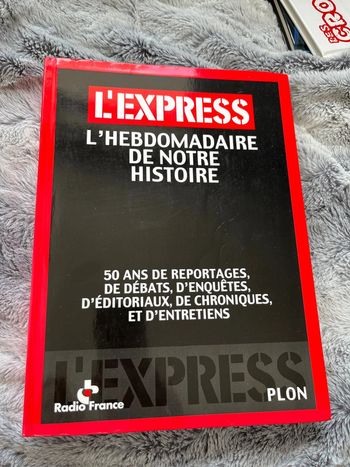 L'EXPRESS
L'HEBDOMADAIRE
DE NOTRE
HISTOIRE
50 ANS DE REPORTAGES,
DE DÉBATS, D'ENQUÊTES,
D'ÉDITORIAUX, DE CHRONIQUES,
ET D'ENTRETIENS
L'EXPRESS
Radio France
PLON